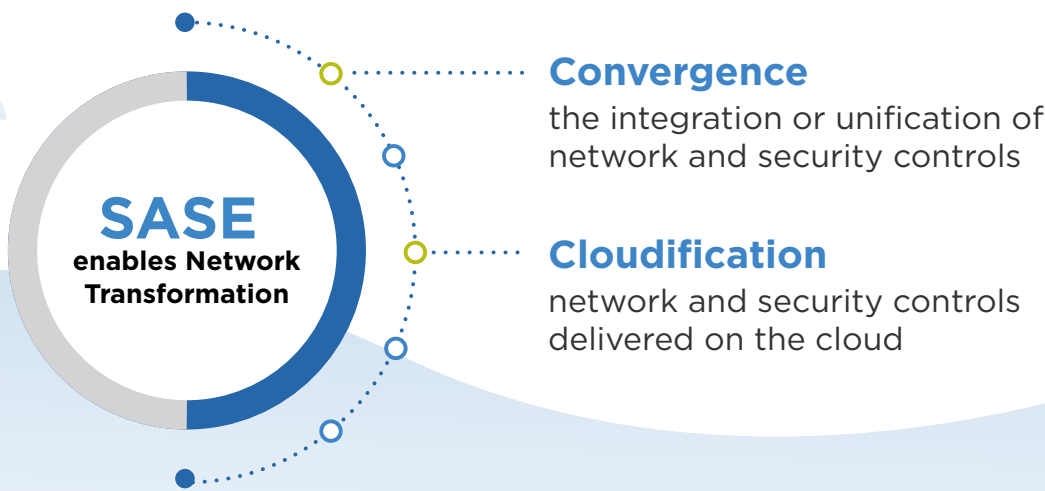 SASE
enables Network
Transformation
Convergence
the integration or unification of
network and security controls
Cloudification
network and security controls
delivered on the cloud